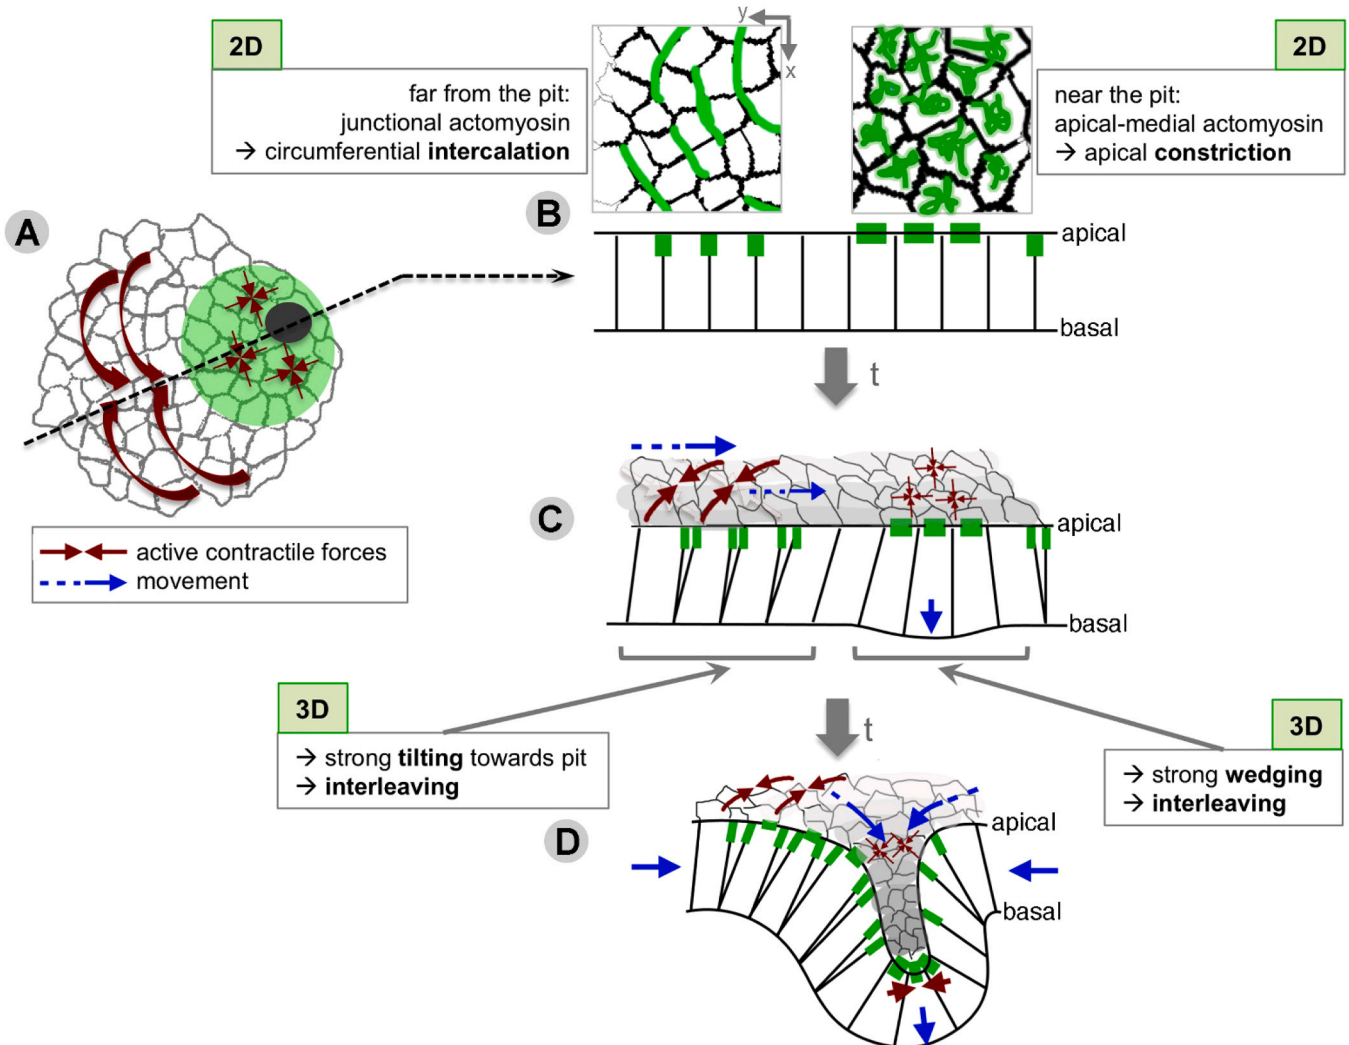 2D
far from the pit:
junctional actomyosin
→ circumferential intercalation
y
x
2D
near the pit:
apical-medial actomyosin
→ apical constriction
A
B
apical
basal
t
active contractile forces
movement
C
apical
basal
3D
→ strong tilting towards pit
→ interleaving
t
3D
→ strong wedging
→ interleaving
D
apical
basal